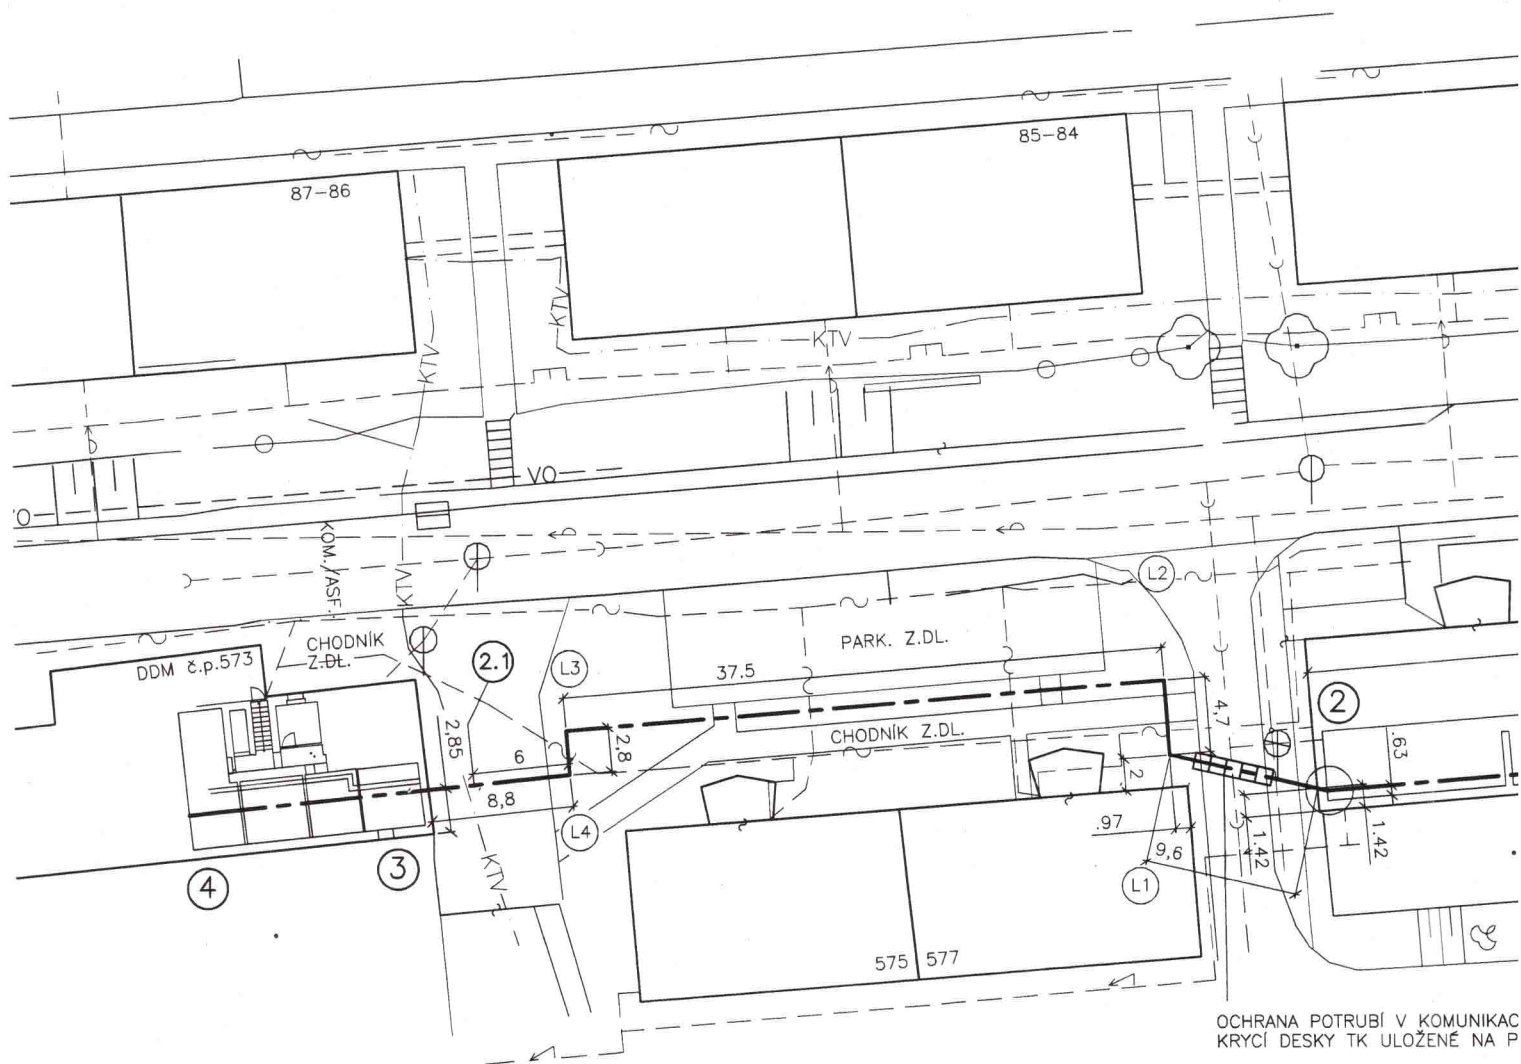 85-84
87-86
KTV
KTV
KTV
VO
KOM. /ASF.
KTV
L2
CHODNÍK
Z.DL.
DDM č.p.573
2.1
L3
PARK. Z.DL.
37.5
2
4,7
CHODNÍK Z.DL.
2,85
6
2,8
.63
2
8,8
L4
.97
9,6
1.42
1.42
3
4
KTV
L1
575
577
OCHRANA POTRUBÍ V KOMUNIKAC
KRYCÍ DESKY TK ULOŽENÉ NA P